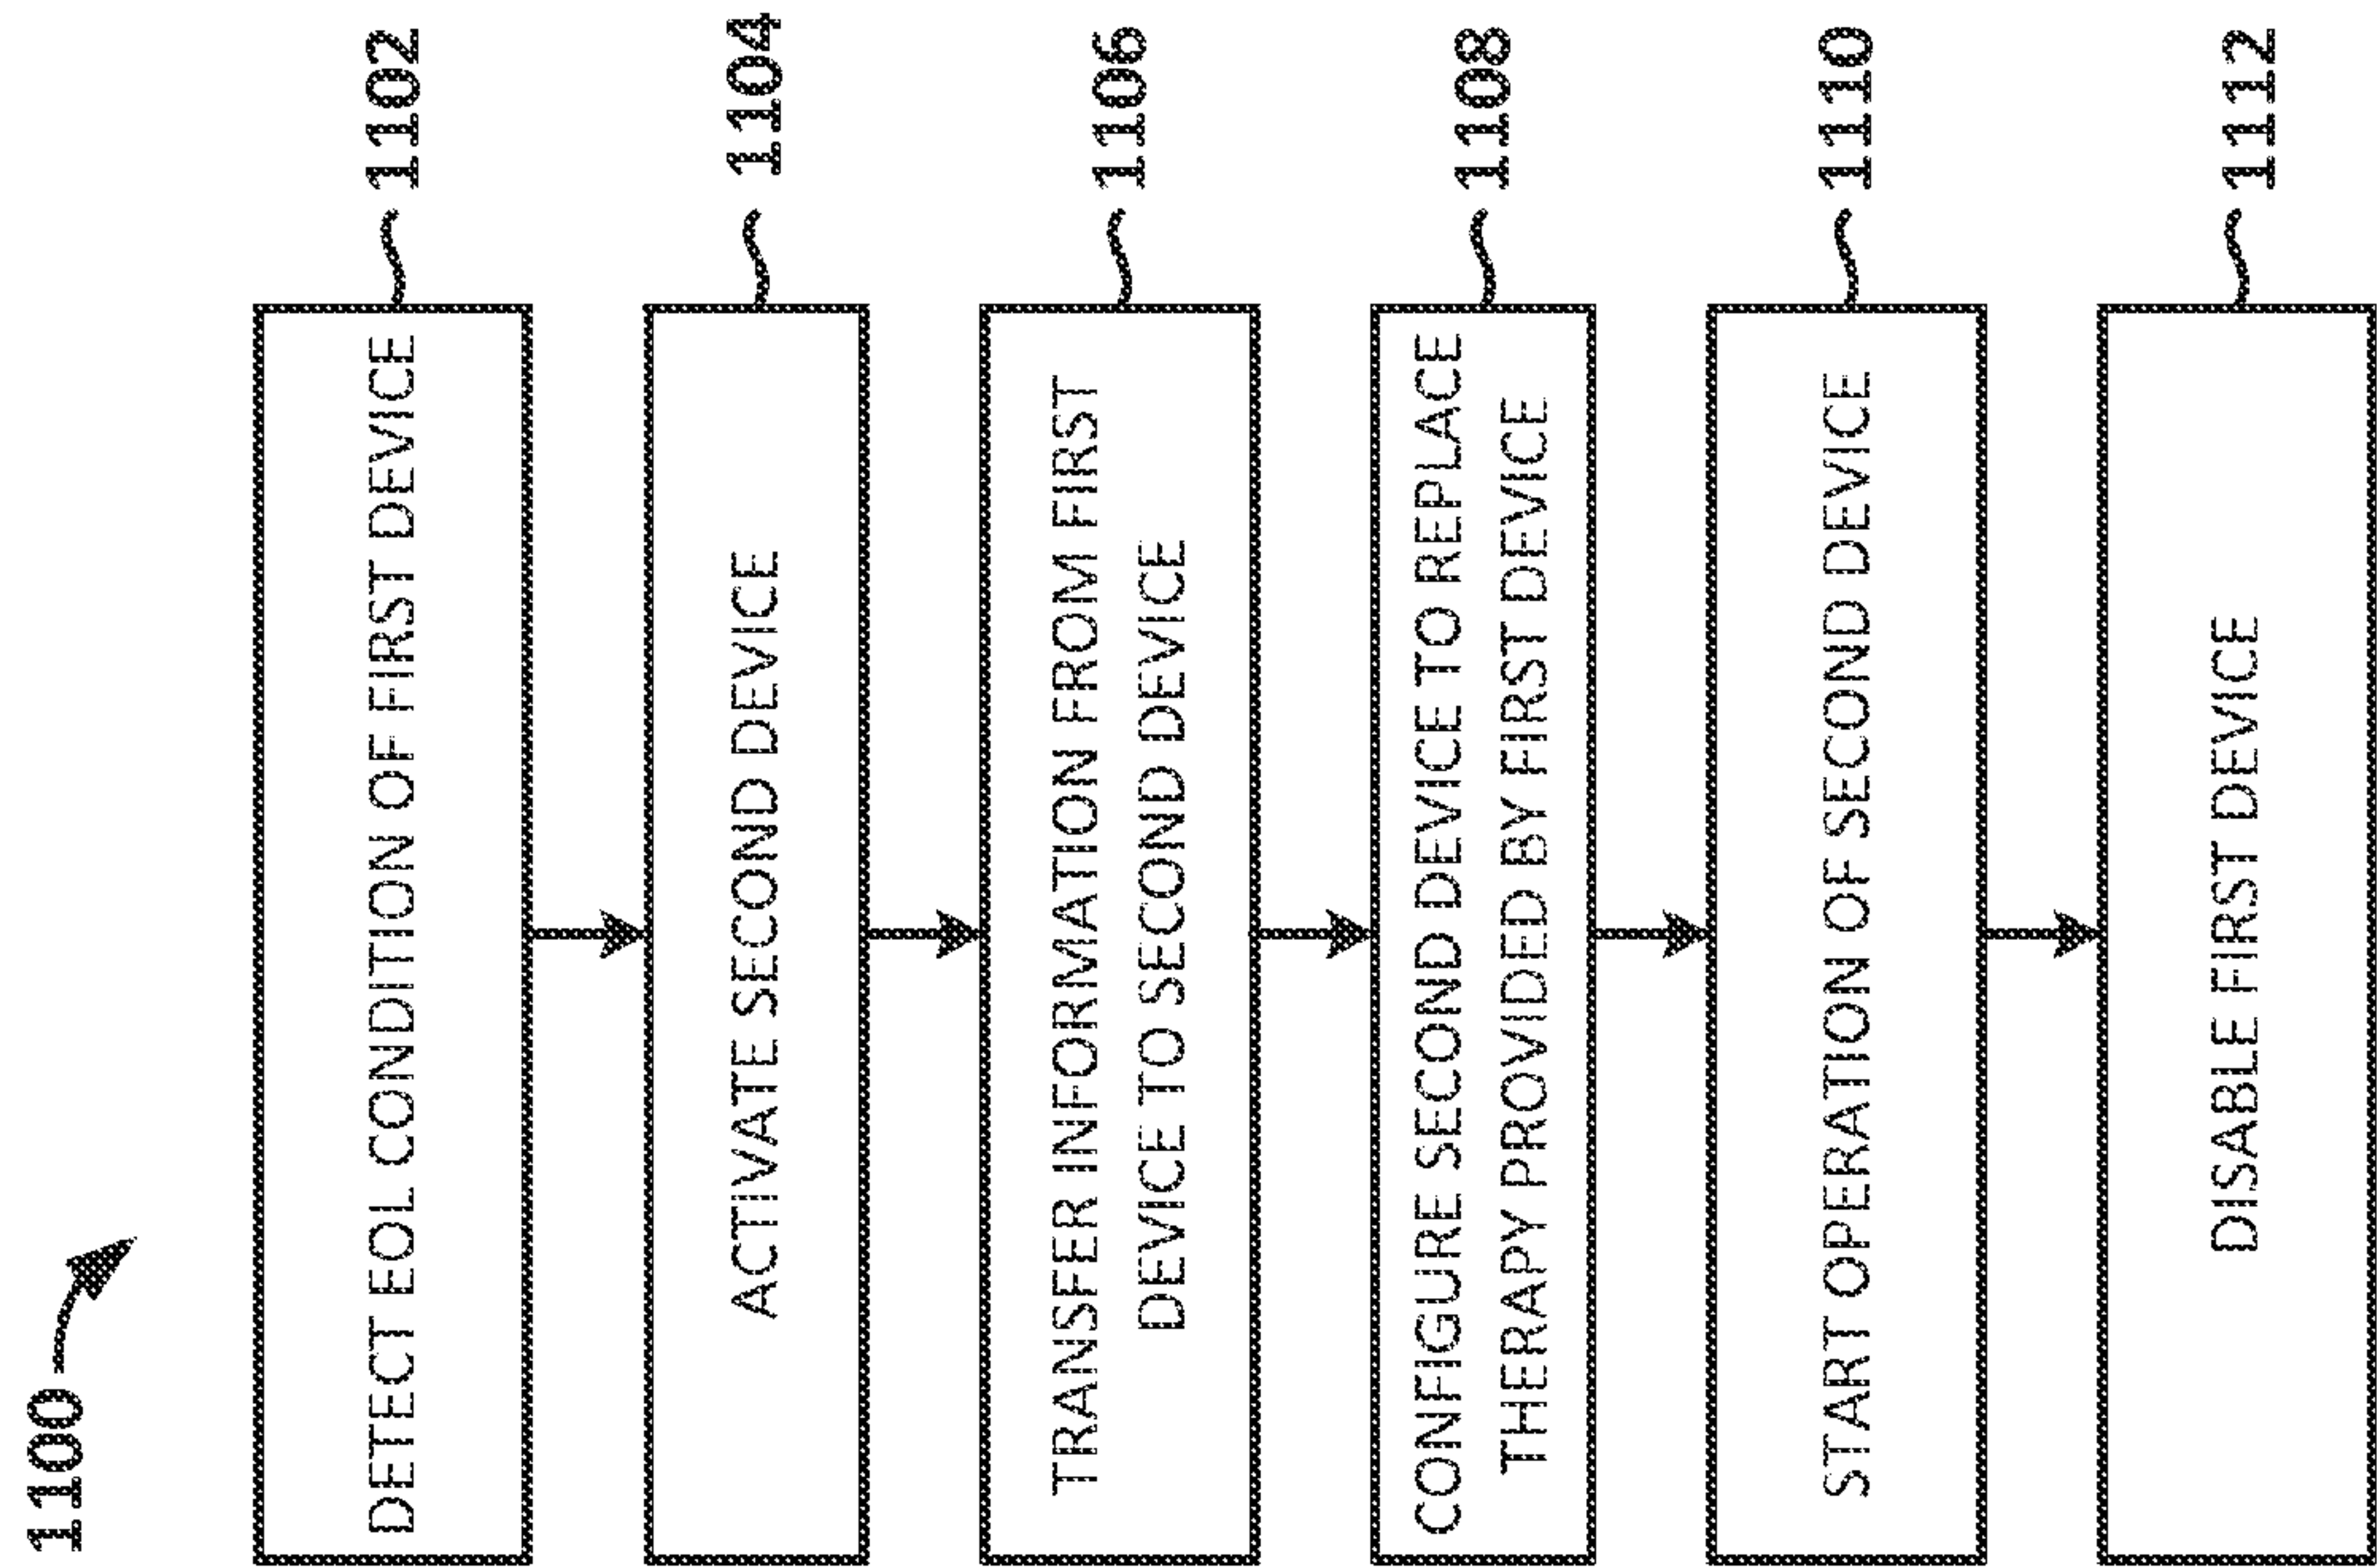 1100
DETECT EOL CONDITION OF FIRST DEVICE
1102
ACTIVATE SECOND DEVICE
1104
TRANSFER INFORMATION FROM FIRST
DEVICE TO SECOND DEVICE
1106
CONFIGURE SECOND DEVICE TO REPLACE
THERAPY PROVIDED BY FIRST DEVICE
1108
START OPERATION OF SECOND DEVICE
1110
DISABLE FIRST DEVICE
1112